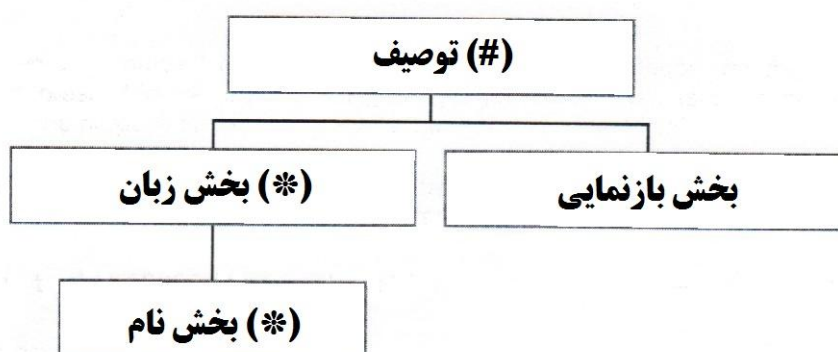 (#) توصیف
بخش بازنمایی
(*) بخش زبان
(*) بخش نام